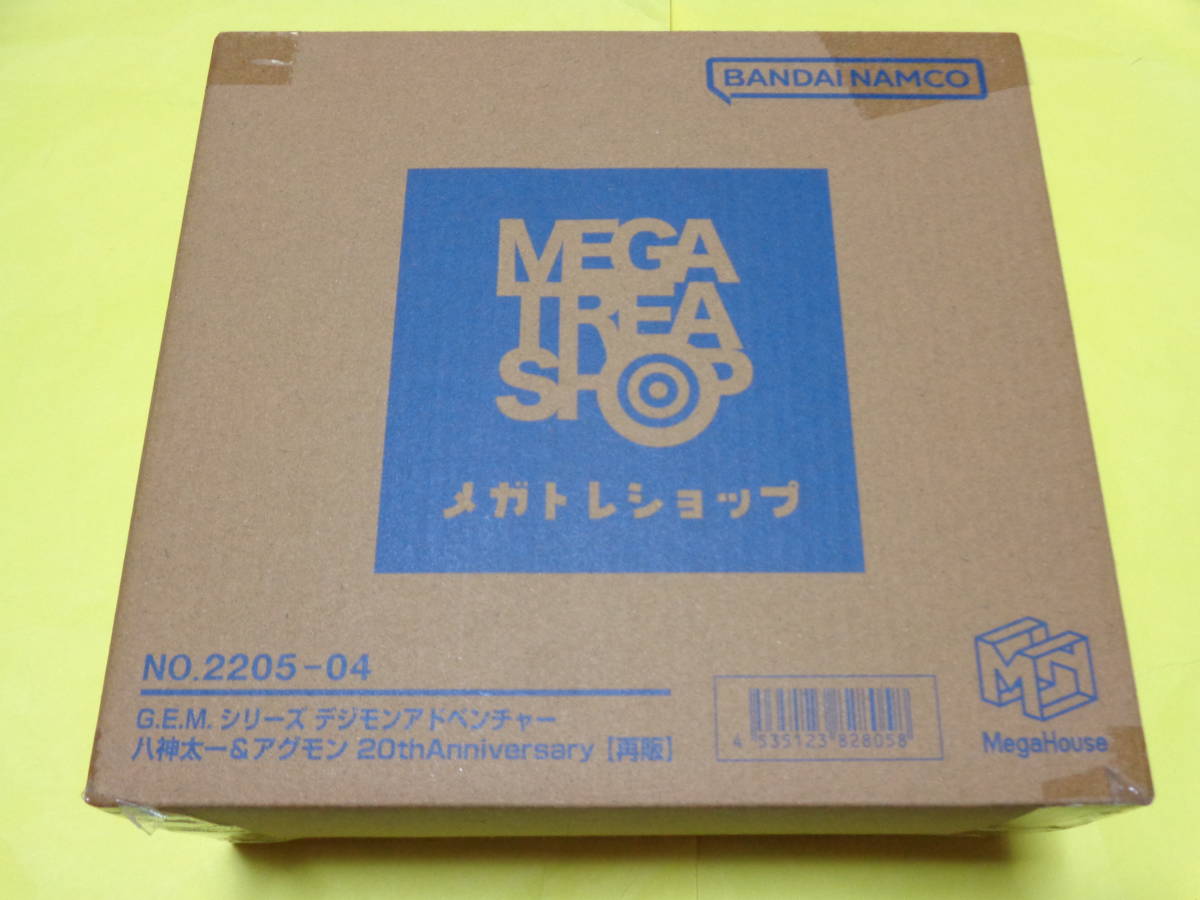 BANDAI NAMCO
MEGA
TREA
SHOP
メガトレショップ
NO.2205-04
G.E.M. シリーズ デジモンアドベンチャー
八神太一&アグモン 20thAnniversary [再販]
4 535123 828058
MH
MegaHouse